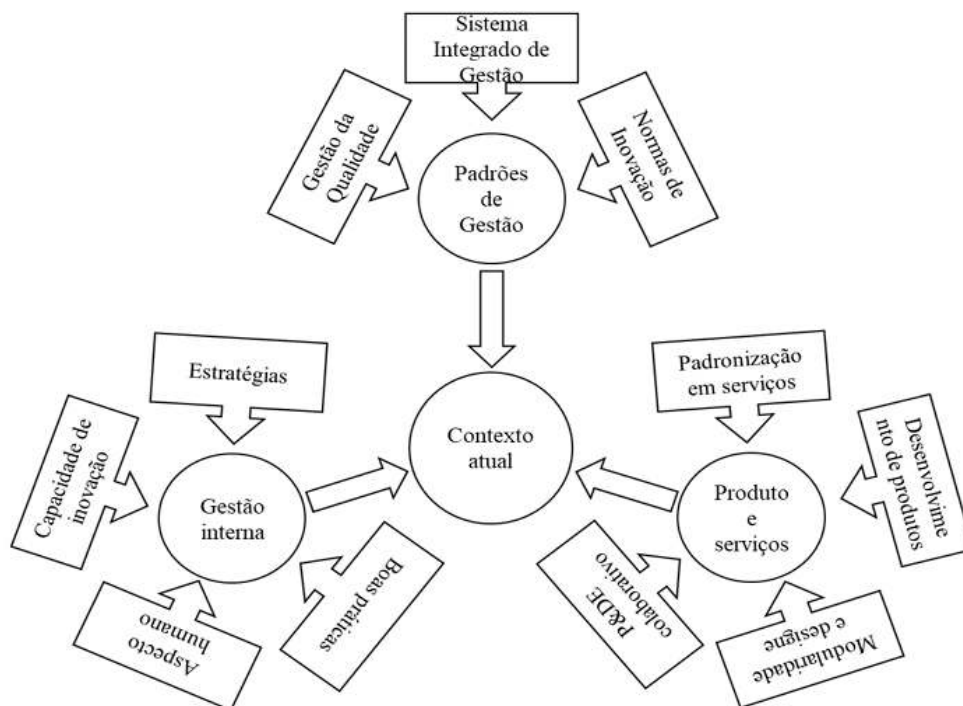 Sistema
Integrado de
Gestão
Gestão da
Qualidade
Normas de
Inovação
Padrões
de
Gestão
Estratégias
Padronização
em serviços
Capacidade de
inovação
Contexto
atual
Desenvolvime
nto de produtos
Gestão
interna
Produto
e
serviços
Aspecto
humano
Boas práticas
P&DE
colaborativo
Modularidade
e designe